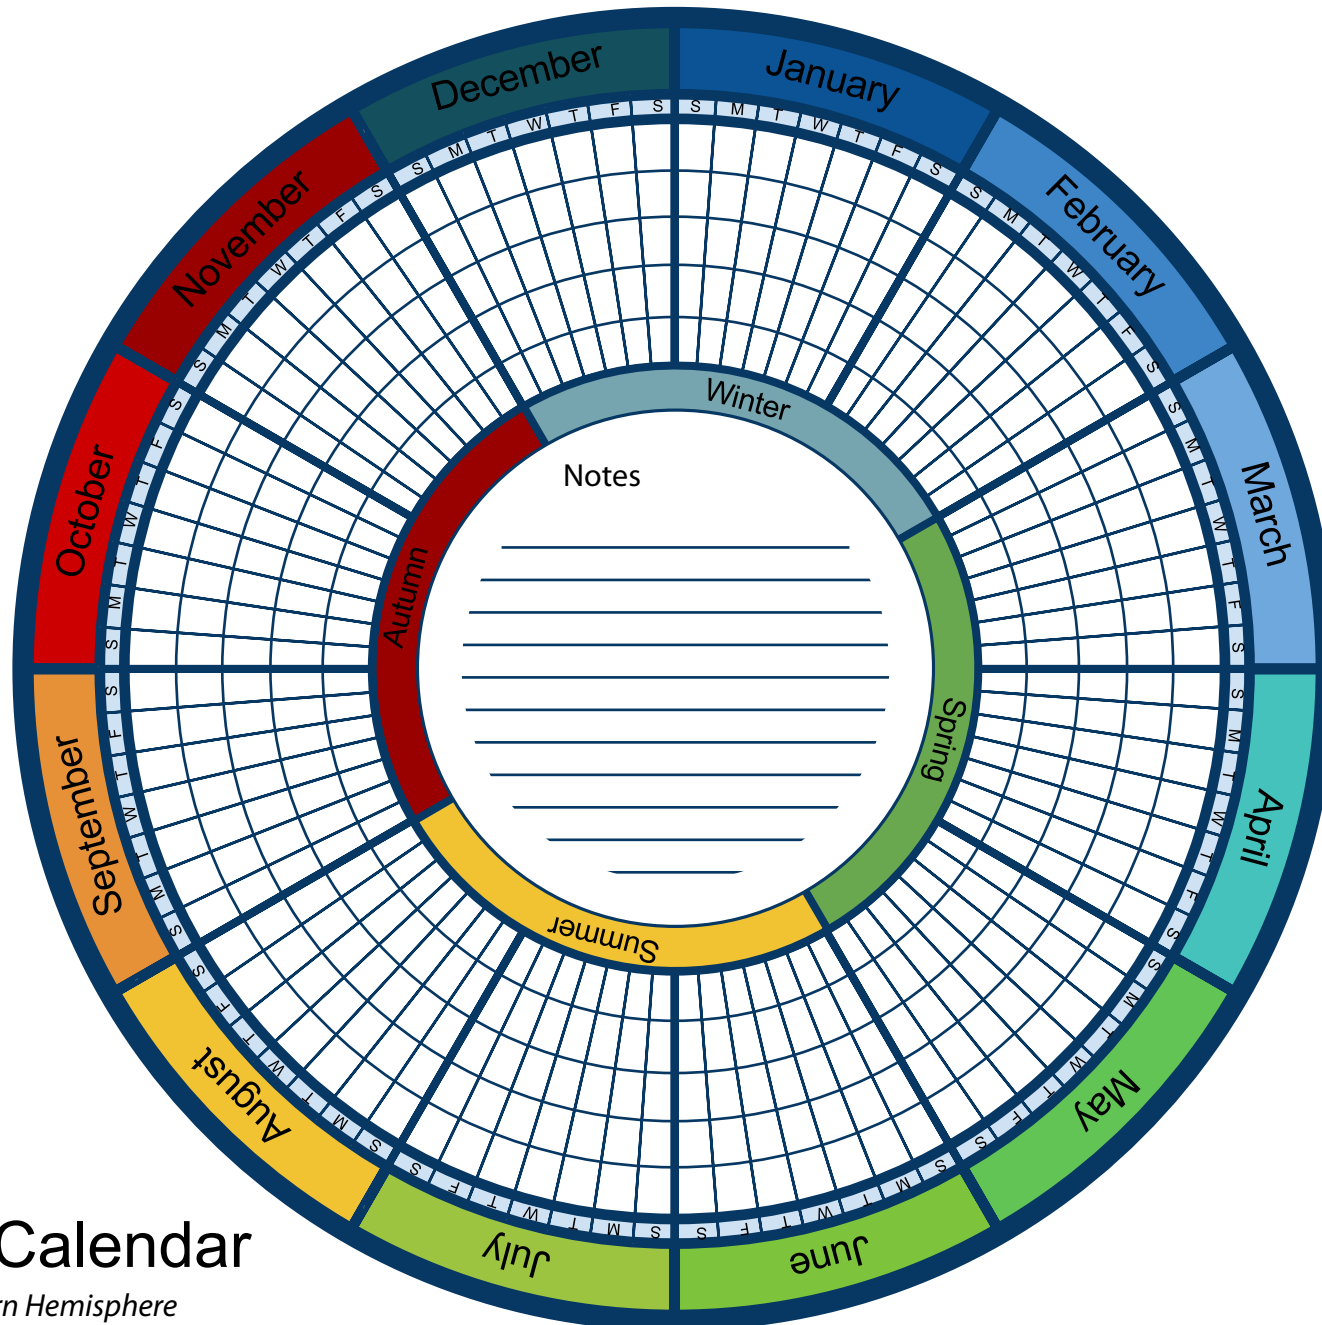 January
February
March
April
May
June
July
August
September
October
November
December
S M T W T F S
S M T W T F S
S M T W T F S
S M T W T F S
S M T W T F S
S M T W T F S
S M T W T F S
S M T W T F S
S M T W T F S
S M T W T F S
S M T W T F S
S M T W T F S
Winter
Spring
Summer
Autumn
Notes
Calendar
rn Hemisphere